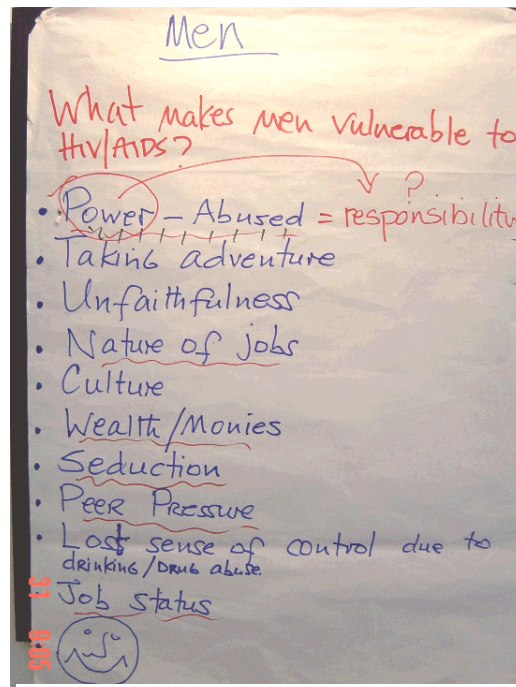 Men
What makes men vulnerable to
HIV/AIDS?
?
• Power – Abused = responsibility
• Taking adventure
• Unfaithfulness
• Nature of jobs
• Culture
• Wealth/Monies
• Seduction
• Peer Pressure
• Lost sense of control due to
drinking/Drug abuse.
Job status